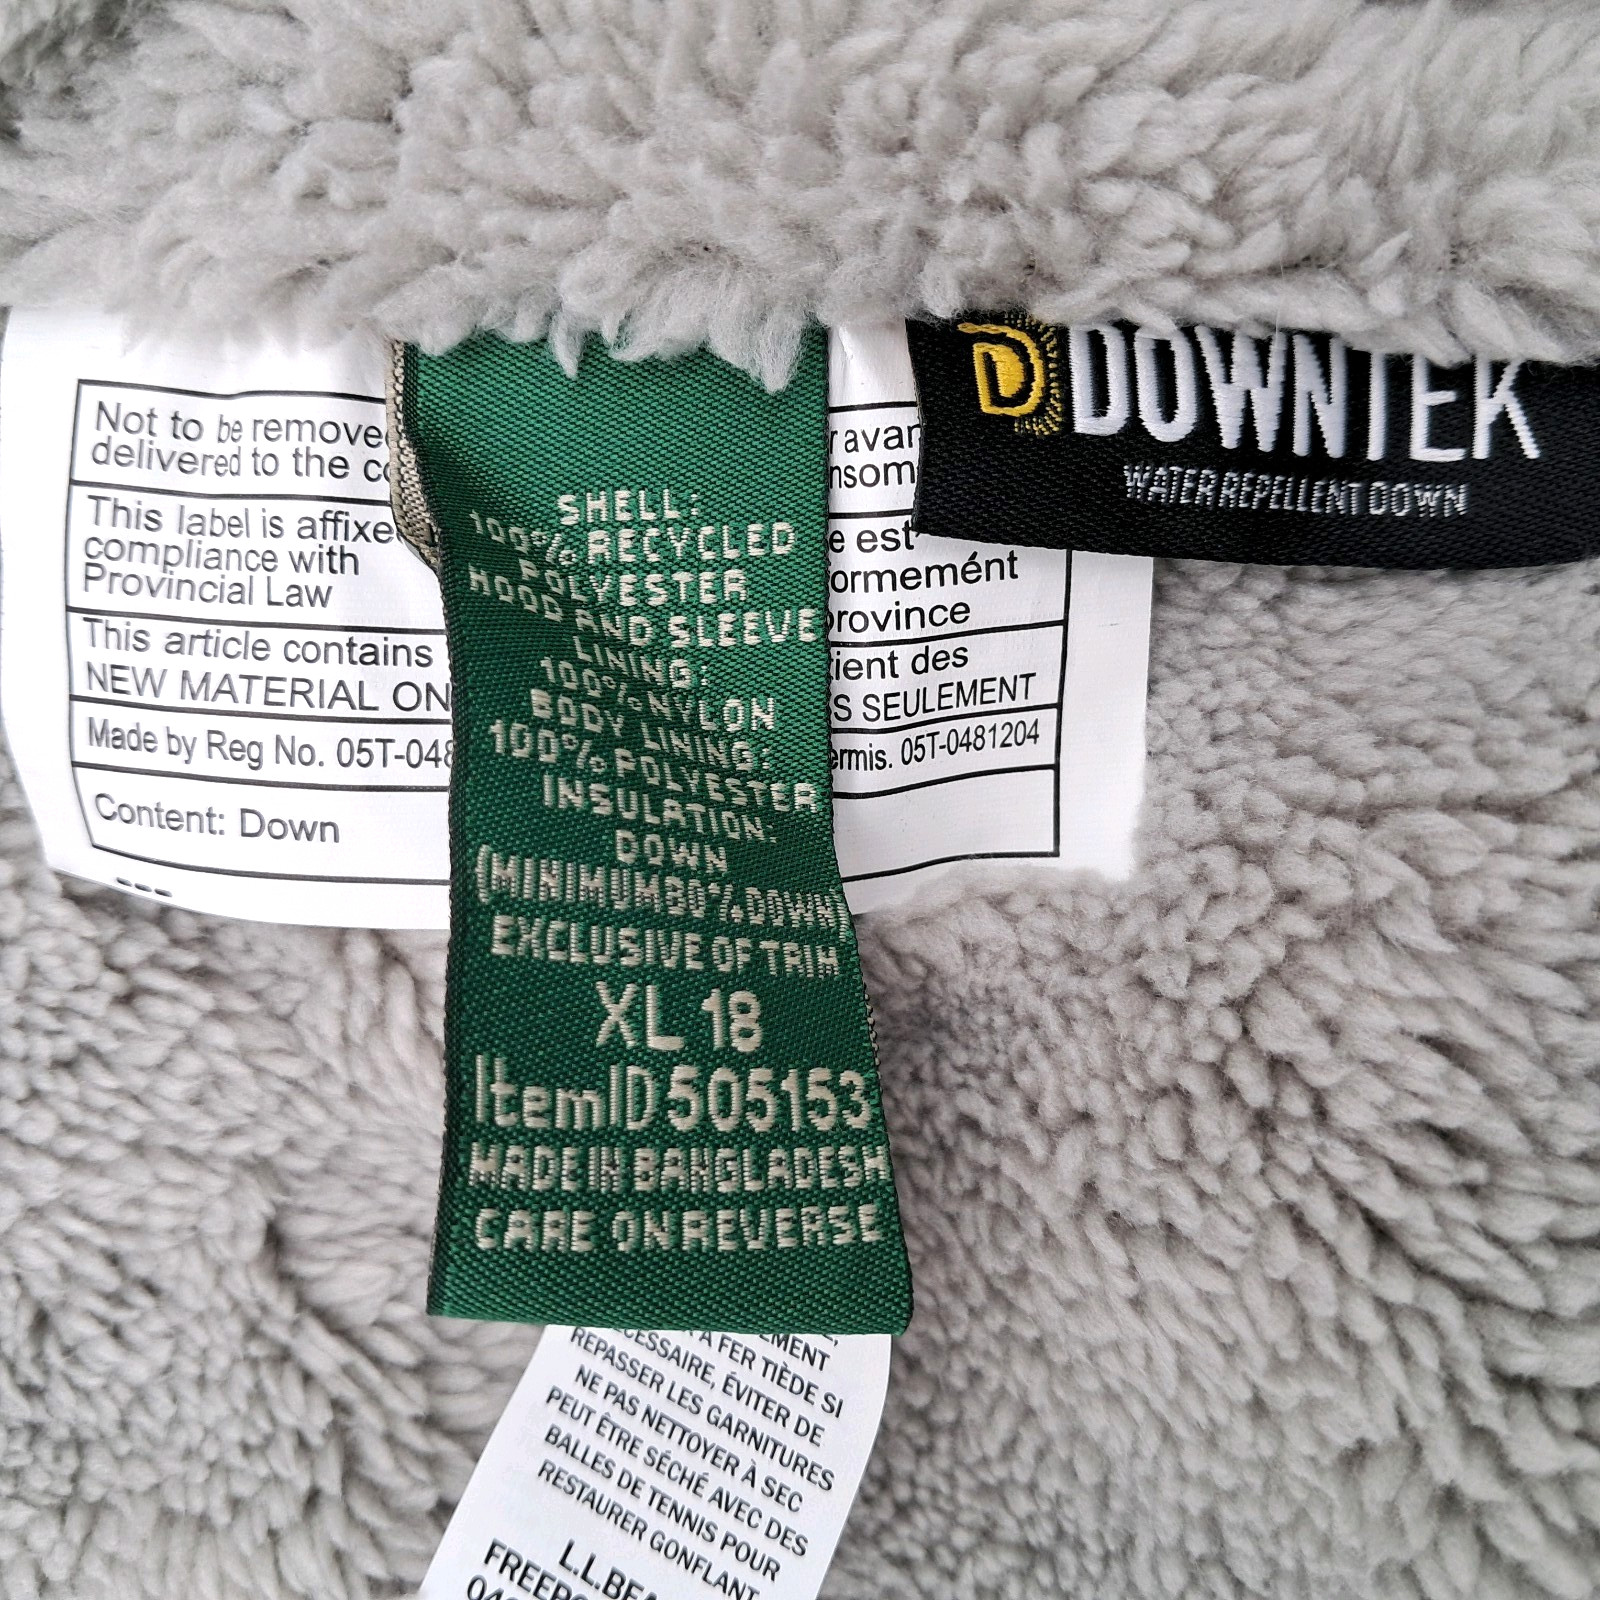 Not to be remove
delivered to the c
This label is affixe
compliance with
Provincial Law
This article contains
NEW MATERIAL ON
Made by Reg No. 05T-048
Content: Down
SHELL:
100% RECYCLED
POLYESTER
HOOD AND SLEEVE
LINING:
100% NYLON
BODY LINING:
100% POLYESTER
INSULATION:
DOWN
(MINIMUM 80% DOWN)
EXCLUSIVE OF TRIM
XL 18
Item ID 505153
MADE IN BANGLADESH
CARE ON REVERSE
r avan
nsom
e est
ormemént
province
ient des
S SEULEMENT
ermis. 05T-0481204
D DOWNTEK
WATER REPELLENT DOWN
EMENT
À FER TIÈDE SI
CESSAIRE, ÉVITER DE
REPASSER LES GARNITURES
NE PAS NETTOYER À SEC
PEUT ÊTRE SÉCHÉ AVEC DES
BALLES DE TENNIS POUR
RESTAURER GONFLANT
L.L.BEA
FREEPO